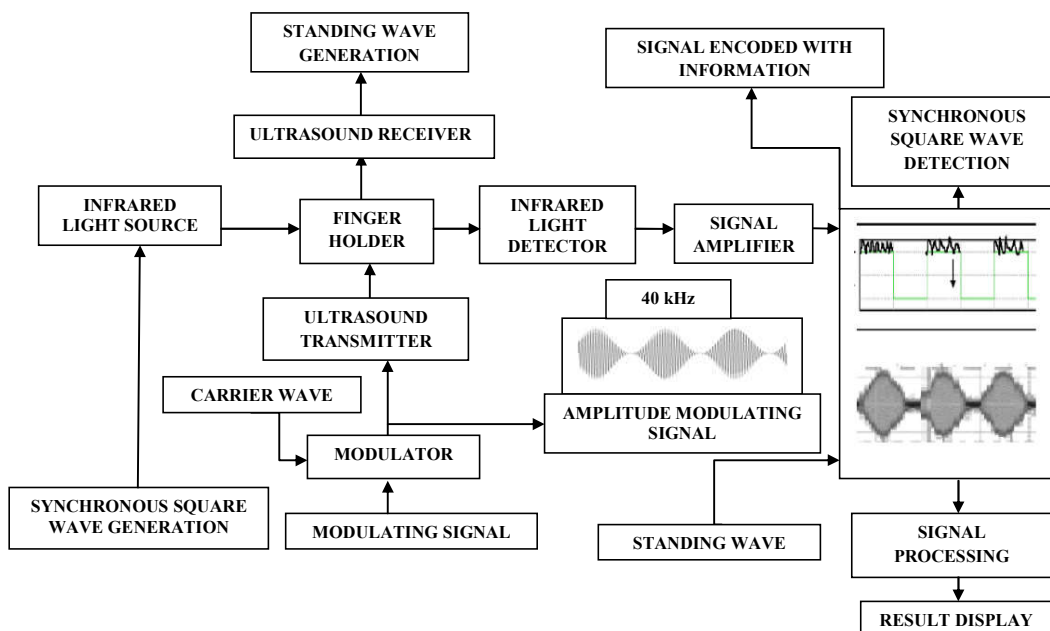 STANDING WAVE
GENERATION
SIGNAL ENCODED WITH
INFORMATION
ULTRASOUND RECEIVER
SYNCHRONOUS
SQUARE WAVE
DETECTION
INFRARED
LIGHT SOURCE
FINGER
HOLDER
INFRARED
LIGHT
DETECTOR
SIGNAL
AMPLIFIER
ULTRASOUND
TRANSMITTER
40 kHz
CARRIER WAVE
AMPLITUDE MODULATING
SIGNAL
MODULATOR
SYNCHRONOUS SQUARE
WAVE GENERATION
MODULATING SIGNAL
STANDING WAVE
SIGNAL
PROCESSING
RESULT DISPLAY